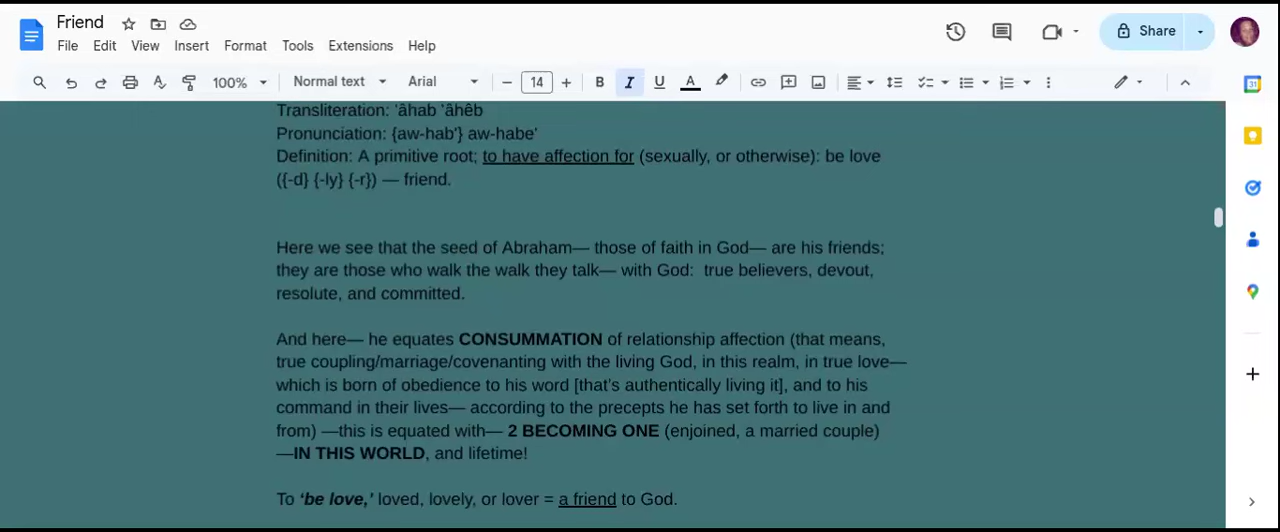 Friend
File Edit View Insert Format Tools Extensions Help
Share
100% Normal text Arial 14 B I U A
31
Transliteration: 'âhab 'âhêb
Pronunciation: {aw-hab'} aw-habe'
Definition: A primitive root; to have affection for (sexually, or otherwise): be love
({-d} {-ly} {-r}) — friend.
Here we see that the seed of Abraham— those of faith in God— are his friends;
they are those who walk the walk they talk— with God:  true believers, devout,
resolute, and committed.
And here— he equates CONSUMMATION of relationship affection (that means,
true coupling/marriage/covenanting with the living God, in this realm, in true love—
which is born of obedience to his word [that's authentically living it], and to his
command in their lives— according to the precepts he has set forth to live in and
from) —this is equated with— 2 BECOMING ONE (enjoined, a married couple)
—IN THIS WORLD, and lifetime!
To ‘be love,’ loved, lovely, or lover = a friend to God.